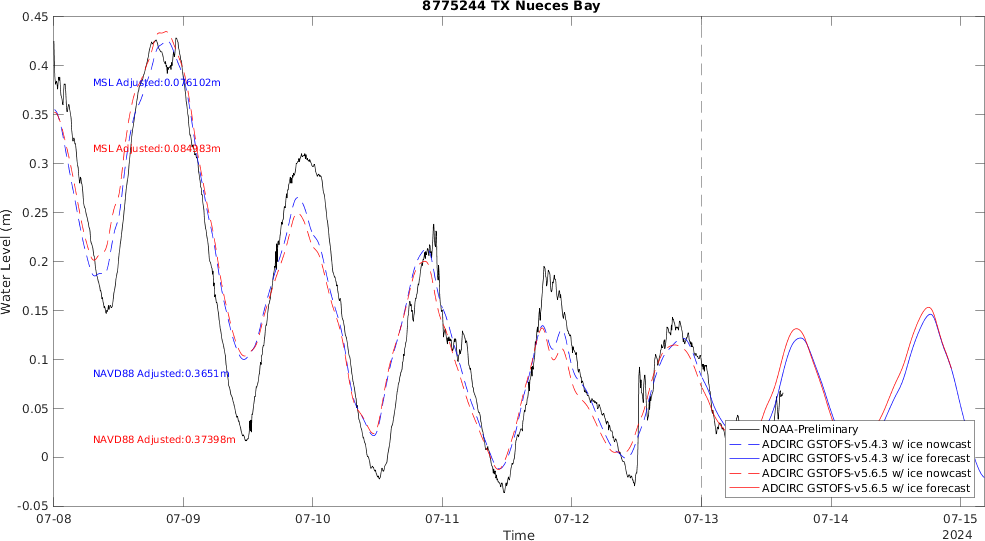 8775244 TX Nueces Bay
0.45
0.4
0.35
0.3
0.25
0.2
0.15
0.1
0.05
0
-0.05
Water Level (m)
MSL Adjusted:0.076102m
MSL Adjusted:0.084983m
NAVD88 Adjusted:0.3651m
NAVD88 Adjusted:0.37398m
NOAA-Preliminary
ADCIRC GSTOFS-v5.4.3 w/ ice nowcast
ADCIRC GSTOFS-v5.4.3 w/ ice forecast
ADCIRC GSTOFS-v5.6.5 w/ ice nowcast
ADCIRC GSTOFS-v5.6.5 w/ ice forecast
07-08 07-09 07-10 07-11 07-12 07-13 07-14 07-15
Time
2024